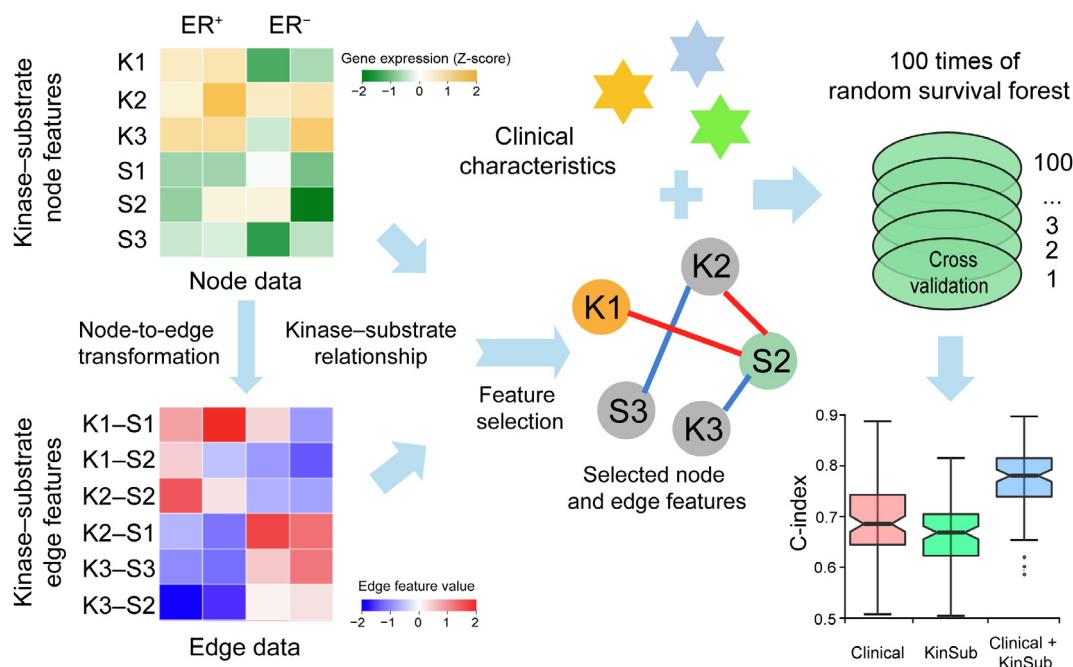 ER⁺ ER⁻
Kinase–substrate
node features
K1
K2
K3
S1
S2
S3
Gene expression (Z-score)
−2 −1 0 1 2
Node data
Node-to-edge
transformation
Kinase–substrate
relationship
Kinase–substrate
edge features
K1–S1
K1–S2
K2–S2
K2–S1
K3–S3
K3–S2
Edge feature value
−2 −1 0 1 2
Edge data
Feature
selection
Clinical
characteristics
K2
K1
S2
S3
K3
Selected node
and edge features
100 times of
random survival forest
100
...
3
2
1
Cross
validation
C-index
0.9
0.8
0.7
0.6
0.5
Clinical KinSub Clinical +
KinSub